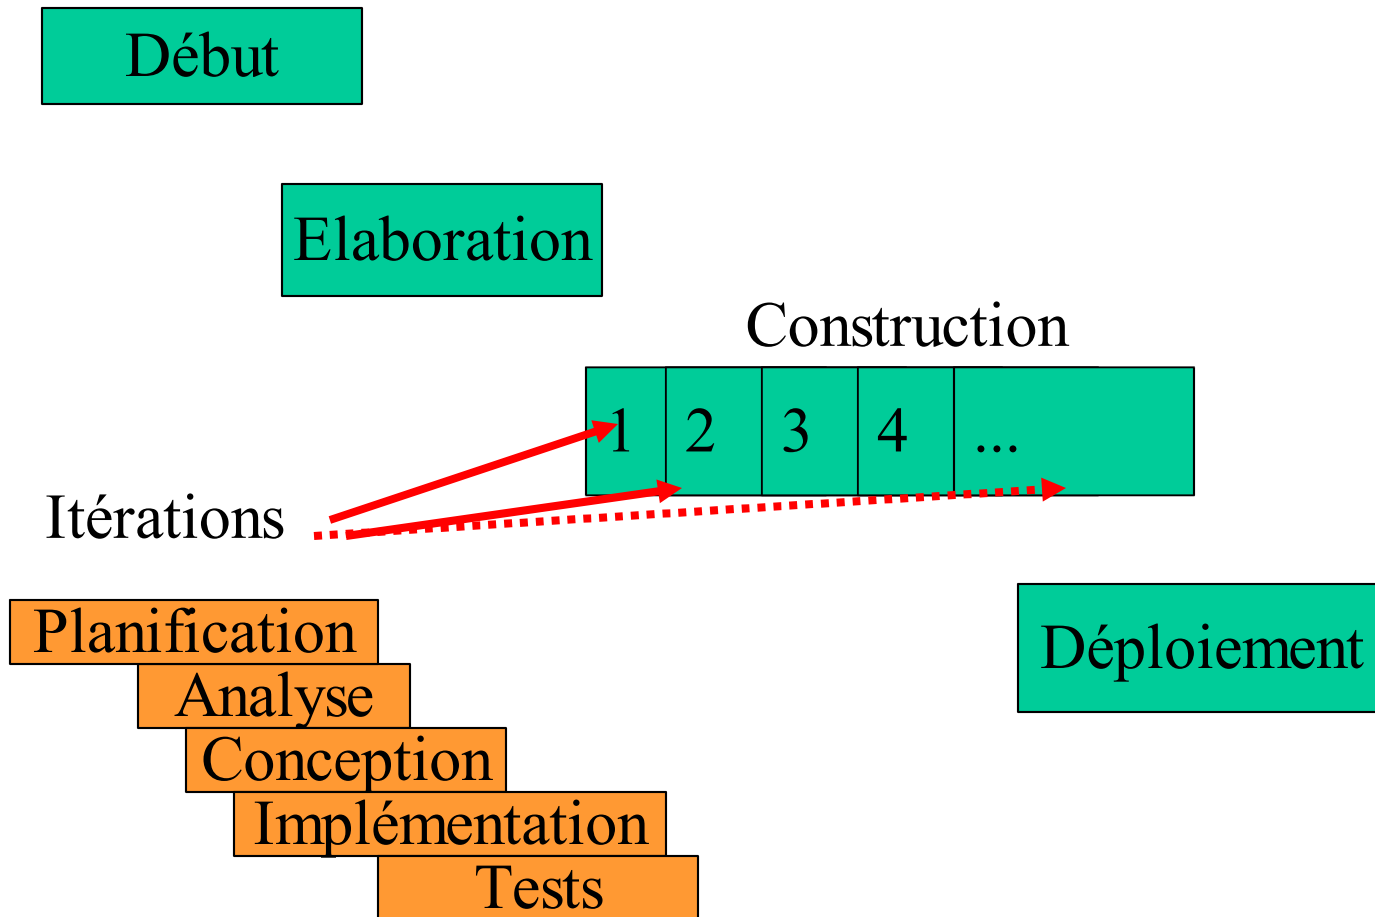 Début
Elaboration
Construction
1 2 3 4 ...
Itérations
Planification
Analyse
Conception
Implémentation
Tests
Déploiement